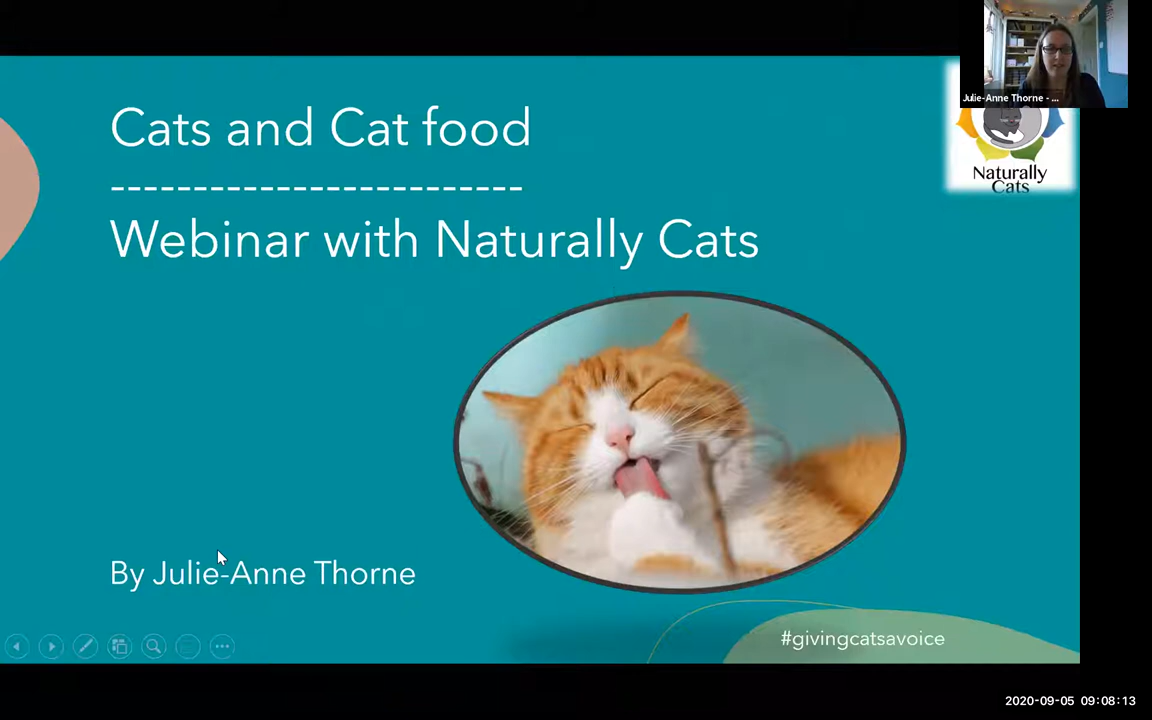 Cats and Cat food
-------------------------
Webinar with Naturally Cats
By Julie-Anne Thorne
#givingcatsavoice
Julie-Anne Thorne - ...
Naturally
Cats
2020-09-05 09:08:13